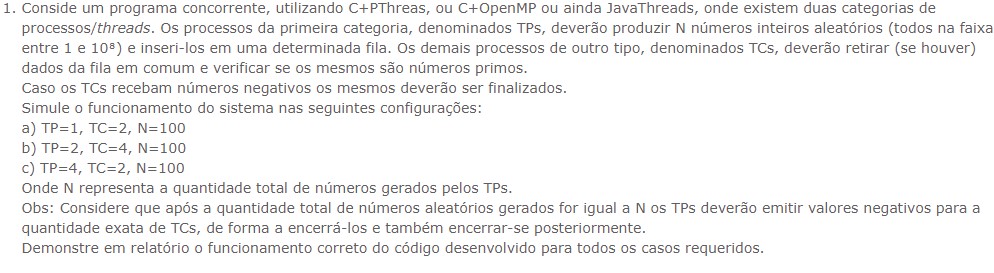 1. Conside um programa concorrente, utilizando C+PThreas, ou C+OpenMP ou ainda JavaThreads, onde existem duas categorias de
processos/threads. Os processos da primeira categoria, denominados TPs, deverão produzir N números inteiros aleatórios (todos na faixa
entre 1 e 10⁸) e inseri-los em uma determinada fila. Os demais processos de outro tipo, denominados TCs, deverão retirar (se houver)
dados da fila em comum e verificar se os mesmos são números primos.
Caso os TCs recebam números negativos os mesmos deverão ser finalizados.
Simule o funcionamento do sistema nas seguintes configurações:
a) TP=1, TC=2, N=100
b) TP=2, TC=4, N=100
c) TP=4, TC=2, N=100
Onde N representa a quantidade total de números gerados pelos TPs.
Obs: Considere que após a quantidade total de números aleatórios gerados for igual a N os TPs deverão emitir valores negativos para a
quantidade exata de TCs, de forma a encerrá-los e também encerrar-se posteriormente.
Demonstre em relatório o funcionamento correto do código desenvolvido para todos os casos requeridos.